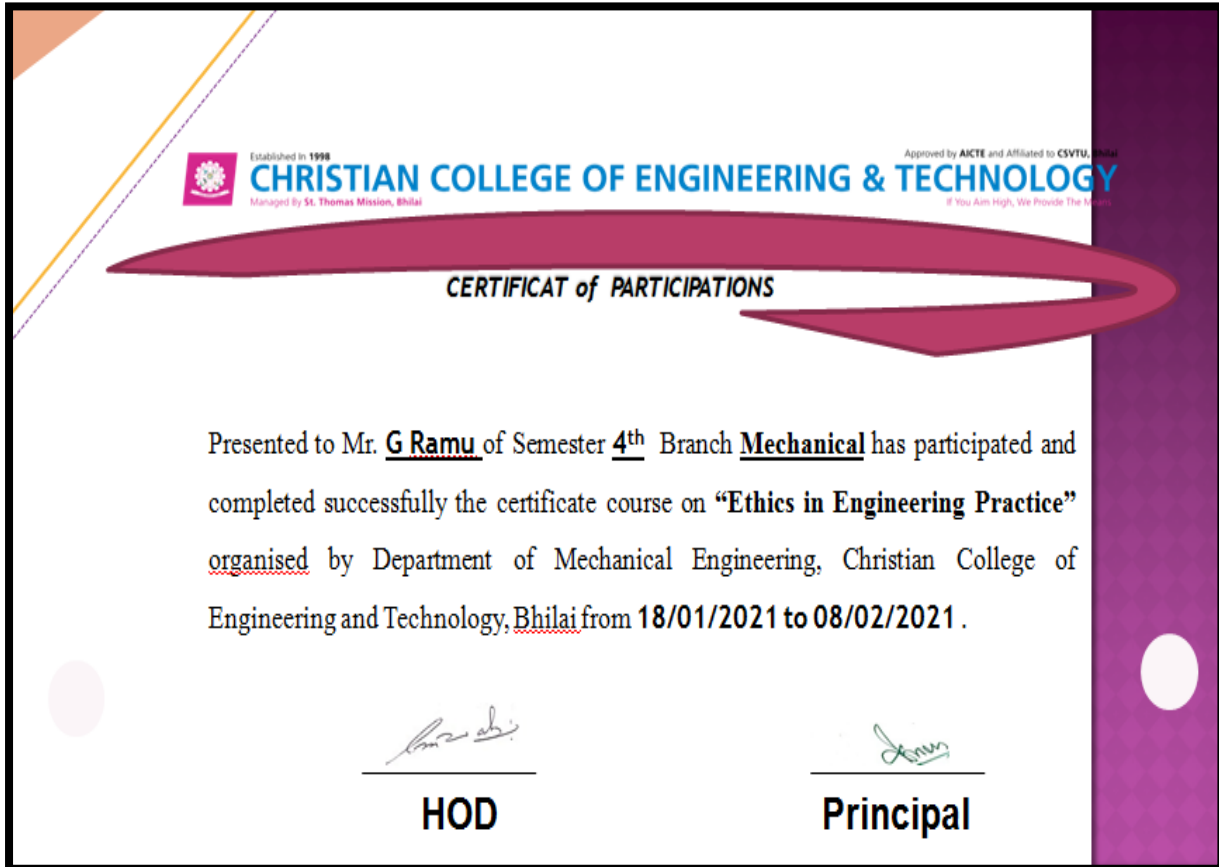 Established In 1998
Approved by AICTE and Affiliated to CSVTU, Bhilai
CHRISTIAN COLLEGE OF ENGINEERING & TECHNOLOGY
Managed By St. Thomas Mission, Bhilai
If You Aim High, We Provide The Means
CERTIFICAT of PARTICIPATIONS
Presented to Mr. G Ramu of Semester 4th Branch Mechanical has participated and
completed successfully the certificate course on “Ethics in Engineering Practice”
organised by Department of Mechanical Engineering, Christian College of
Engineering and Technology, Bhilai from 18/01/2021 to 08/02/2021 .
HOD
Principal